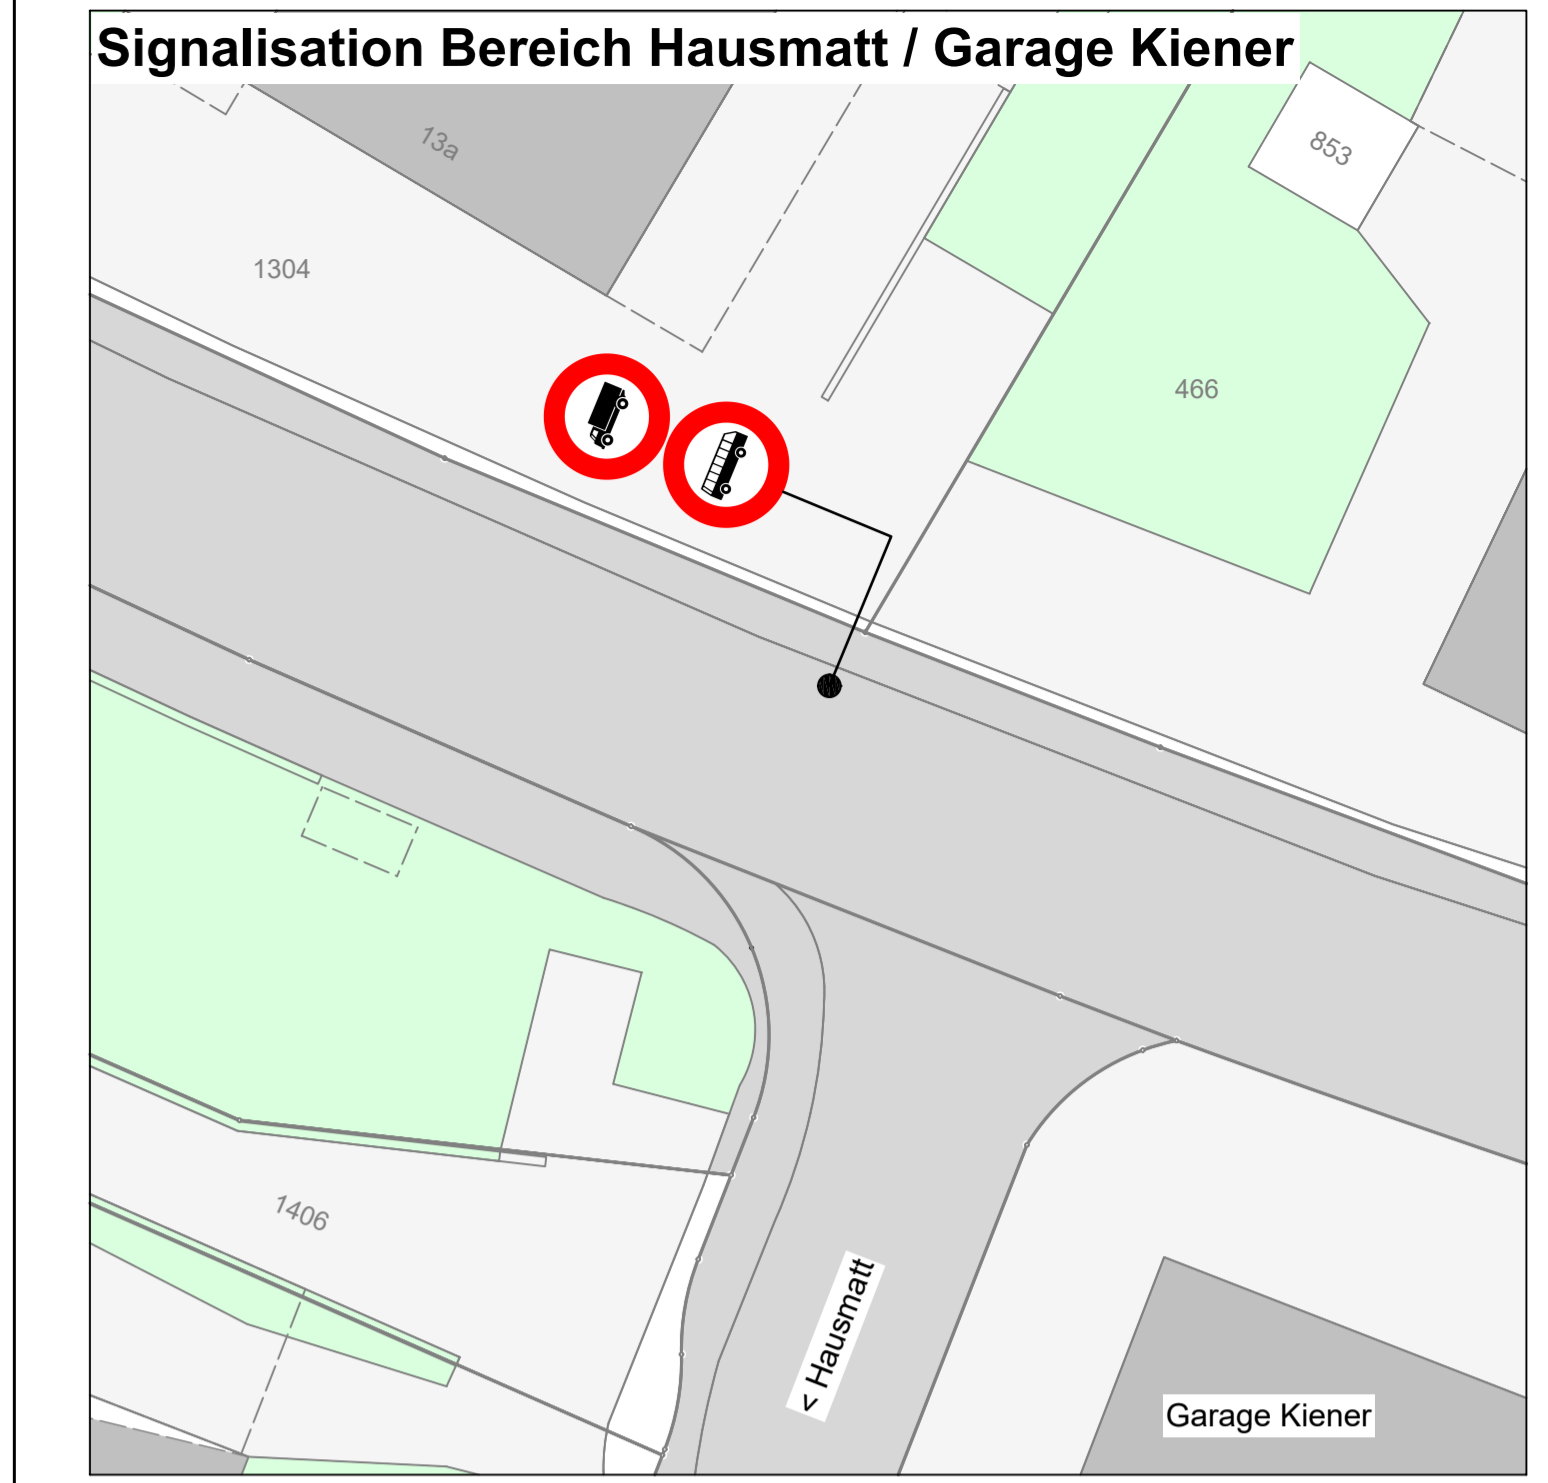 Signalisation Bereich Hausmatt / Garage Kiener
13a
853
1304
466
1406
< Hausmatt
Garage Kiener